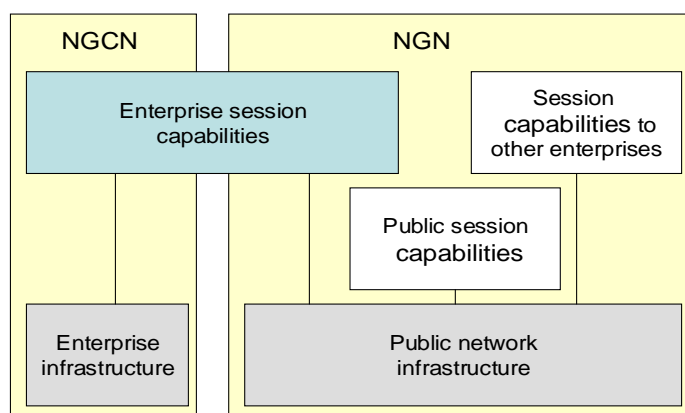 NGCN
NGN
Enterprise session
capabilities
Session
capabilities to
other enterprises
Public session
capabilities
Enterprise
infrastructure
Public network
infrastructure